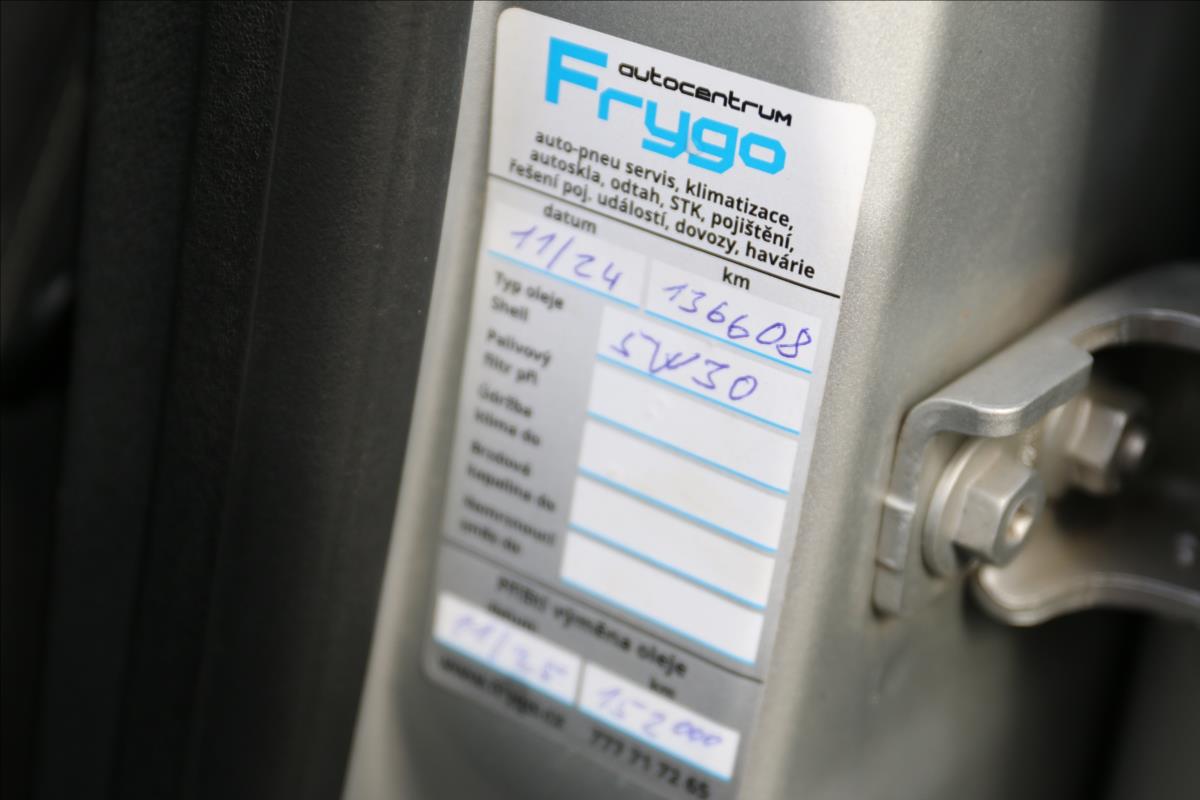 autocentrum
Frygo
auto-pneu servis, klimatizace,
autoskla, odtah, STK, pojištění,
řešení poj. událostí, dovozy, havárie
datum km
11/24 136608
Typ oleje
Shell
5W30
Palivový
filtr při
Údržba
klima do
Brzdová
kapalina do
Nemrznoucí
směs do
příští výměna oleje
datum km
11/25 152000
www.frygo.cz 777 71 72 65